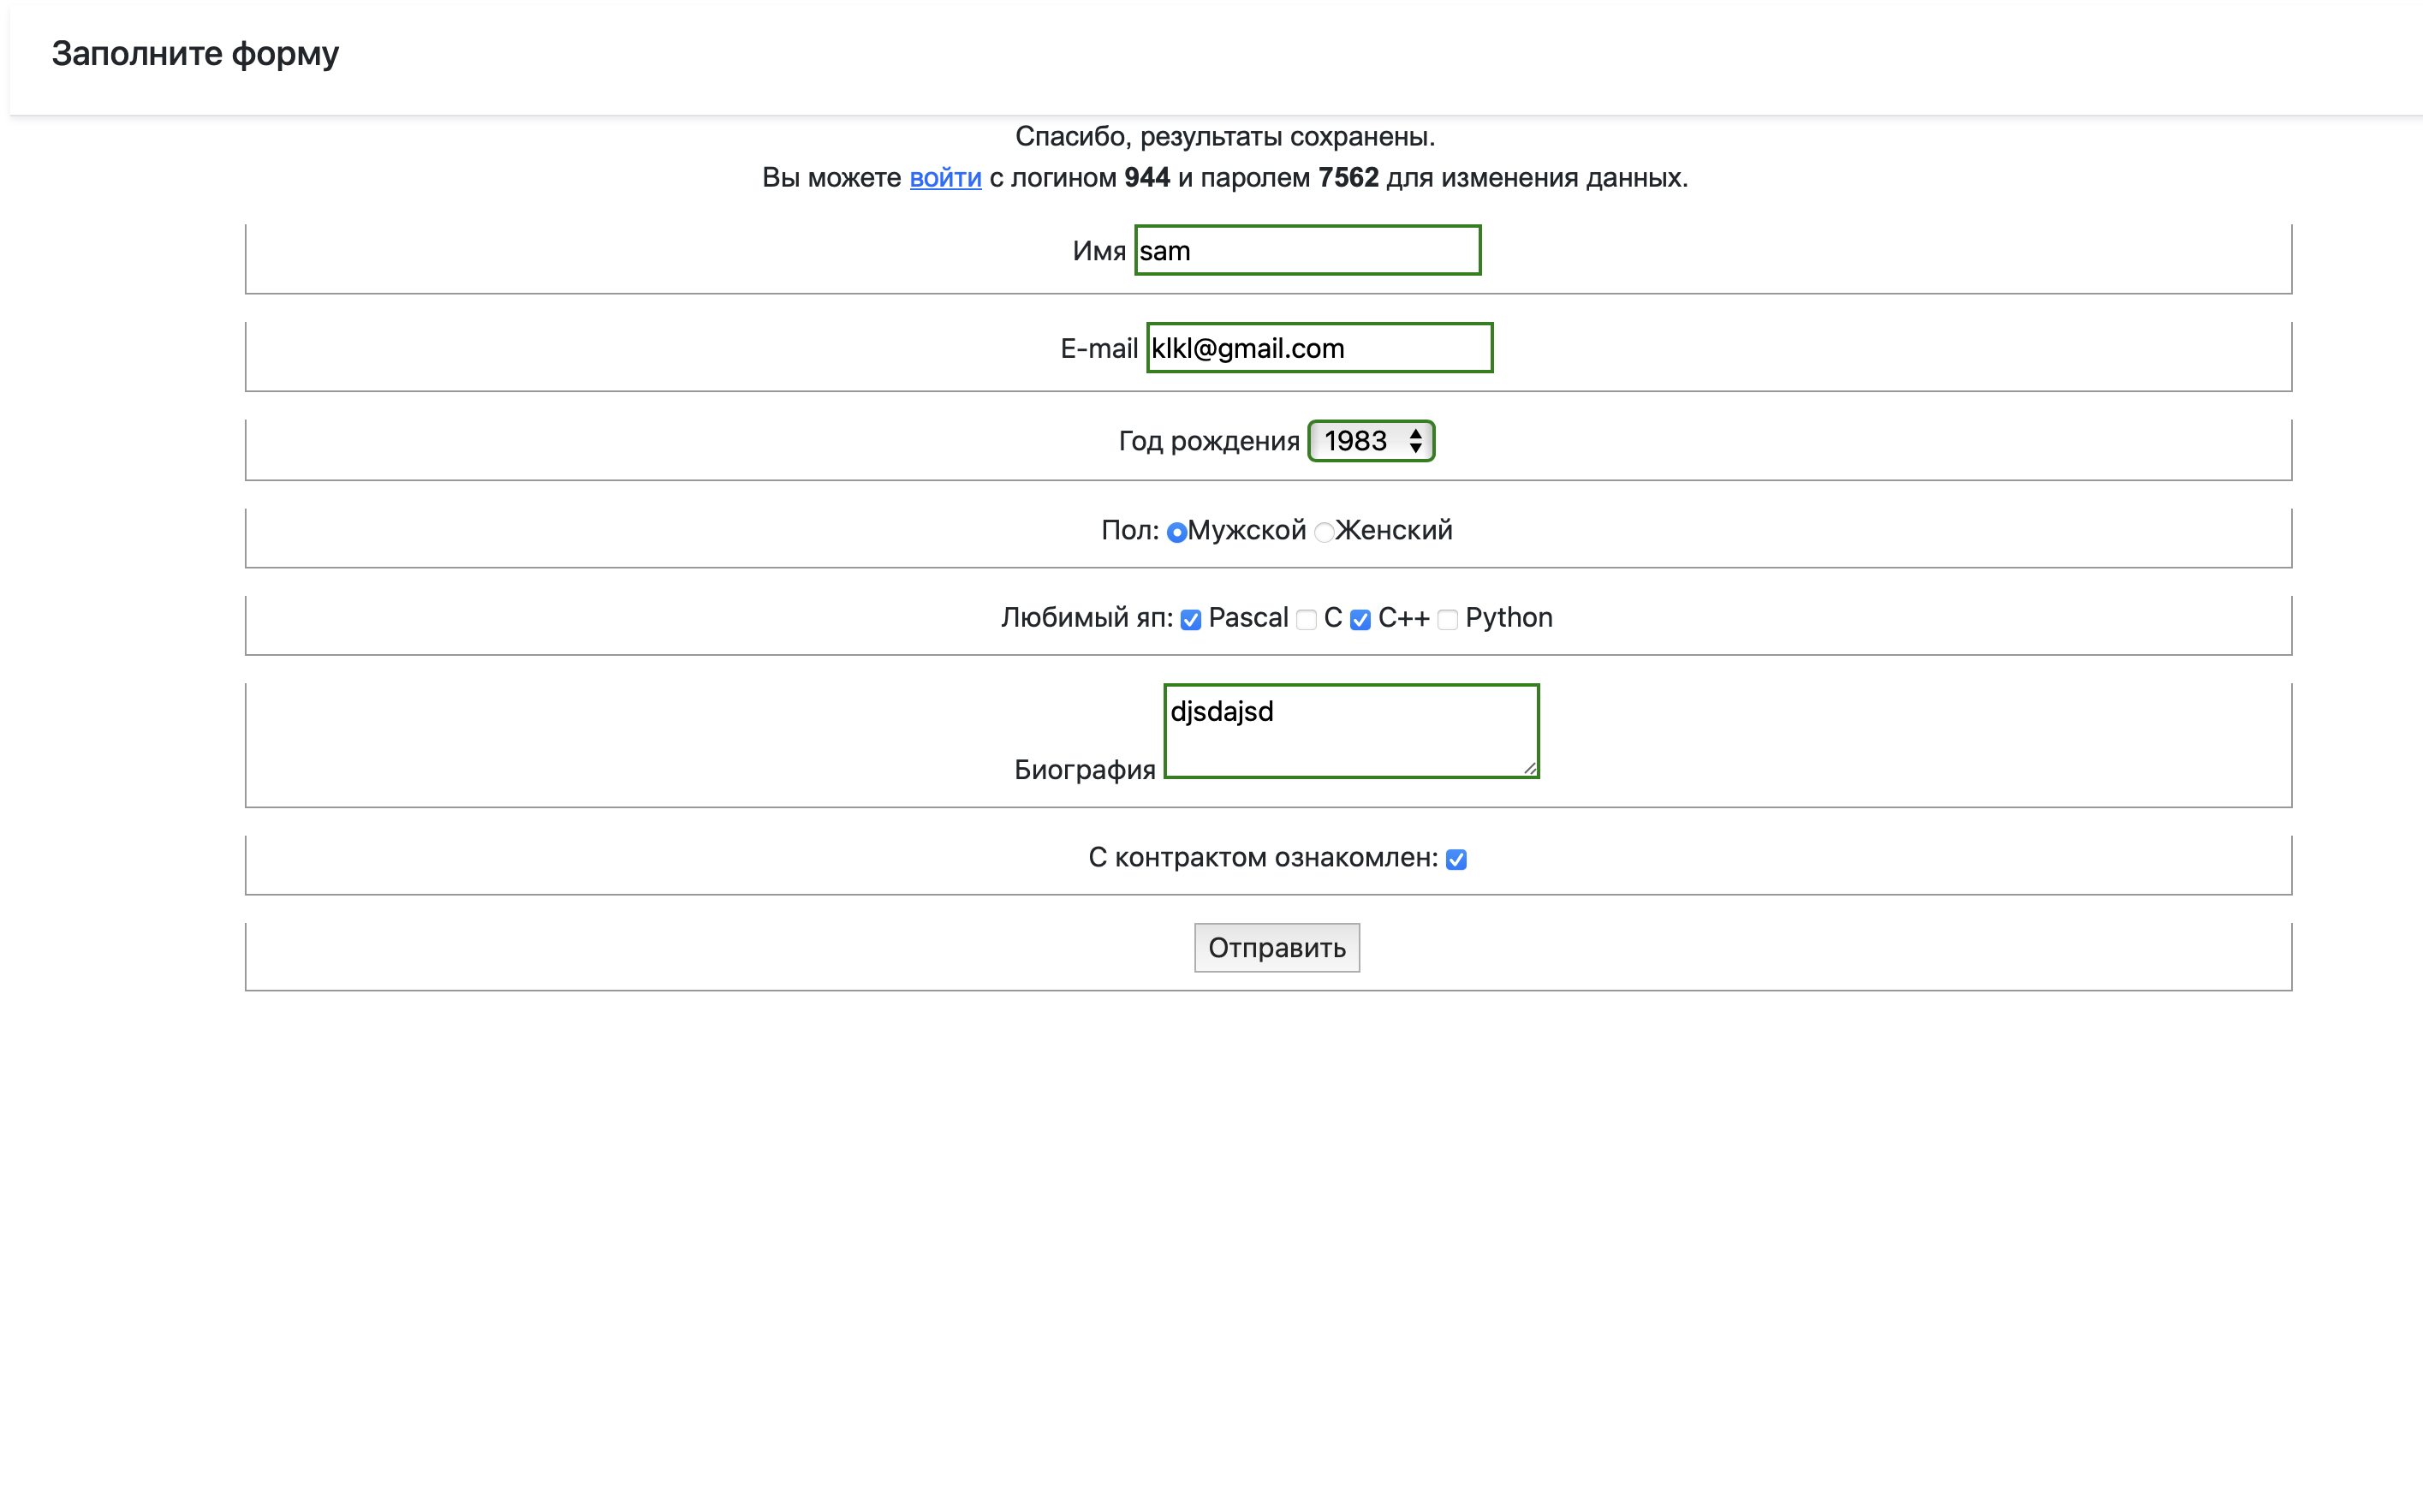 Заполните форму
Спасибо, результаты сохранены.
Вы можете войти с логином 944 и паролем 7562 для изменения данных.
Имя sam
E-mail klkl@gmail.com
Год рождения 1983
Пол: Мужской Женский
Любимый яп: Pascal C C++ Python
djsdajsd
Биография
С контрактом ознакомлен:
Отправить